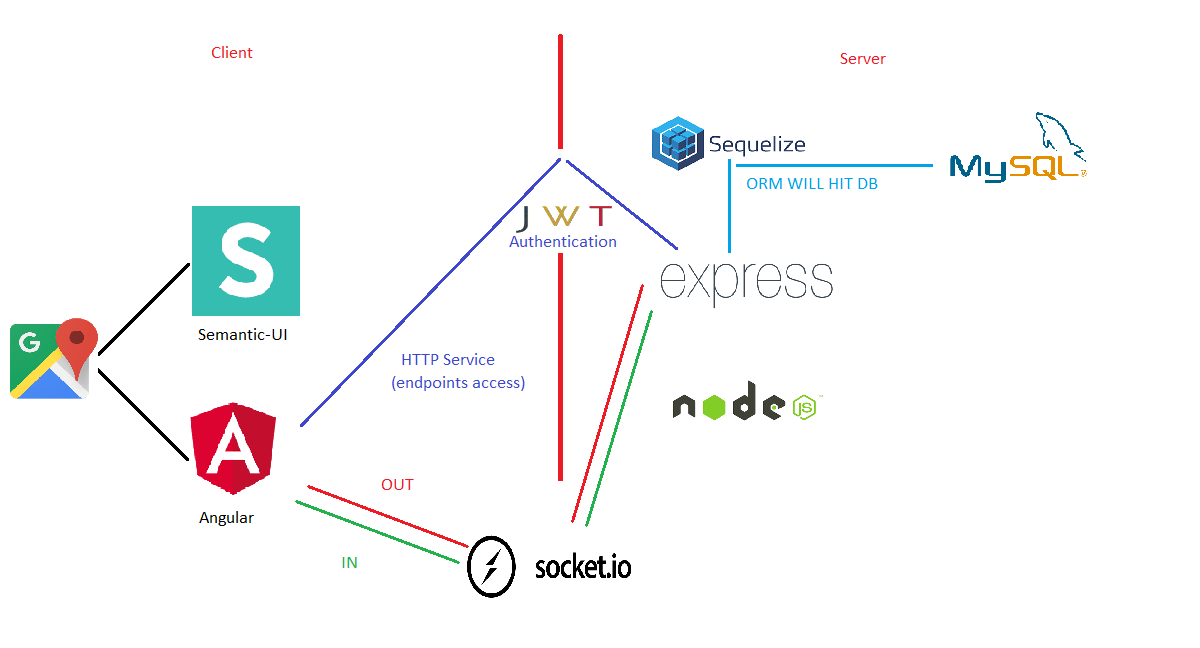 Client
Server
Sequelize
MySQL
ORM WILL HIT DB
JWT
Authentication
express
S
Semantic-UI
G
HTTP Service
(endpoints access)
node
JS
A
Angular
OUT
IN
socket.io